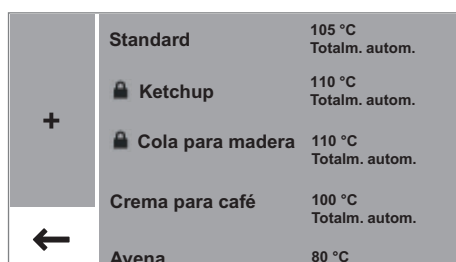 Standard 105 °C
Totalm. autom.
Ketchup 110 °C
Totalm. autom.
+
Cola para madera 110 °C
Totalm. autom.
Crema para café 100 °C
Totalm. autom.
Avena 80 °C